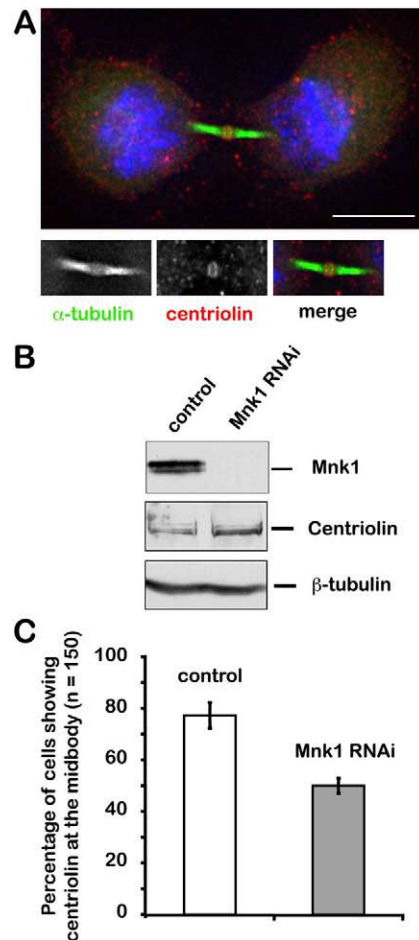 A
α-tubulin centriolin merge
B
control Mnk1 RNAi
Mnk1
Centriolin
β-tubulin
C
Percentage of cells showing
centriolin at the midbody (n = 150)
100
80
60
40
20
0
control
Mnk1 RNAi